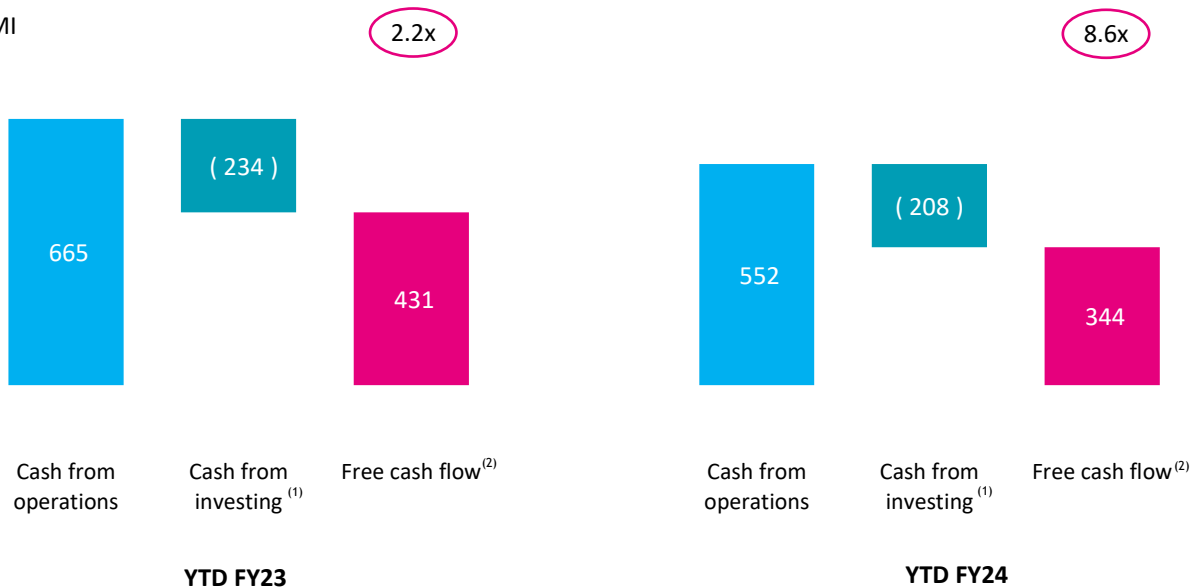 MI
2.2x
665
( 234 )
431
Cash from
operations
Cash from
investing (1)
Free cash flow(2)
YTD FY23
8.6x
552
( 208 )
344
Cash from
operations
Cash from
investing (1)
Free cash flow(2)
YTD FY24